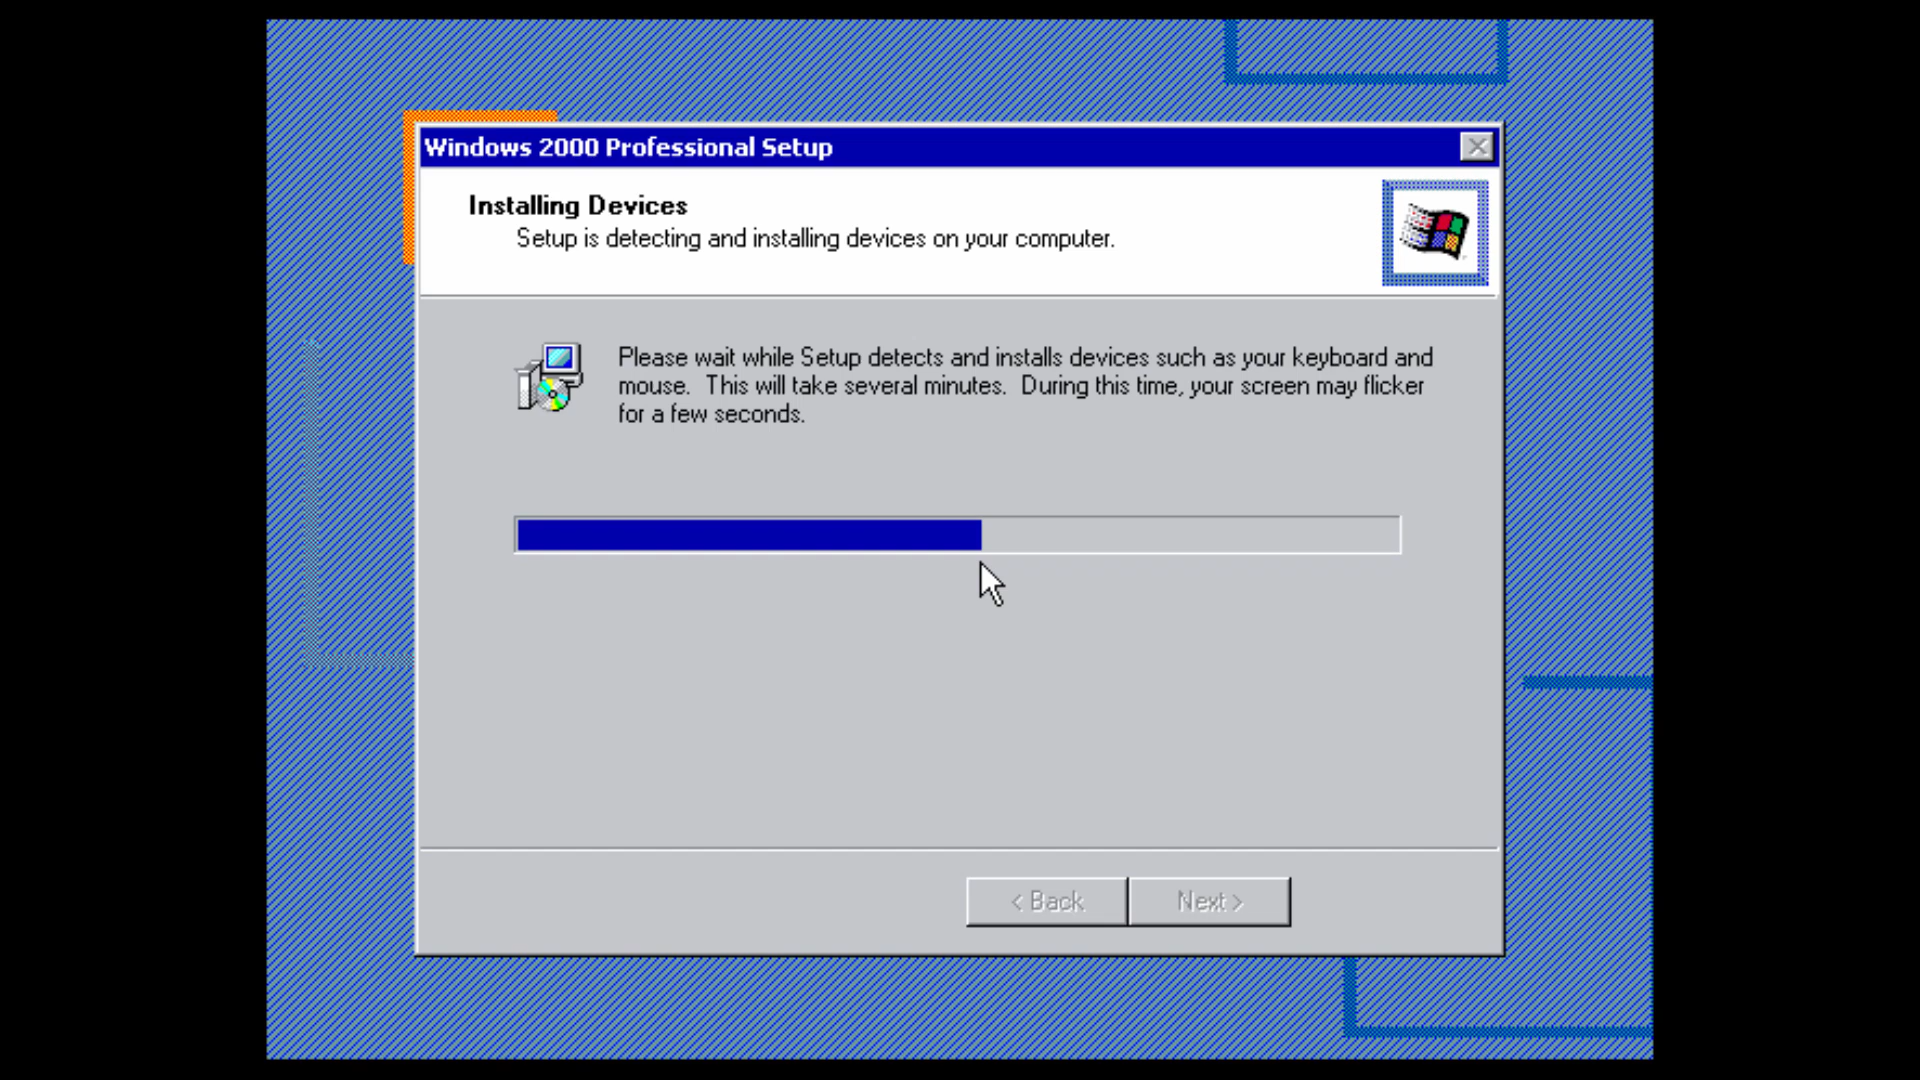 Windows 2000 Professional Setup
Installing Devices
Setup is detecting and installing devices on your computer.
Please wait while Setup detects and installs devices such as your keyboard and
mouse.  This will take several minutes.  During this time, your screen may flicker
for a few seconds.
< Back
Next >